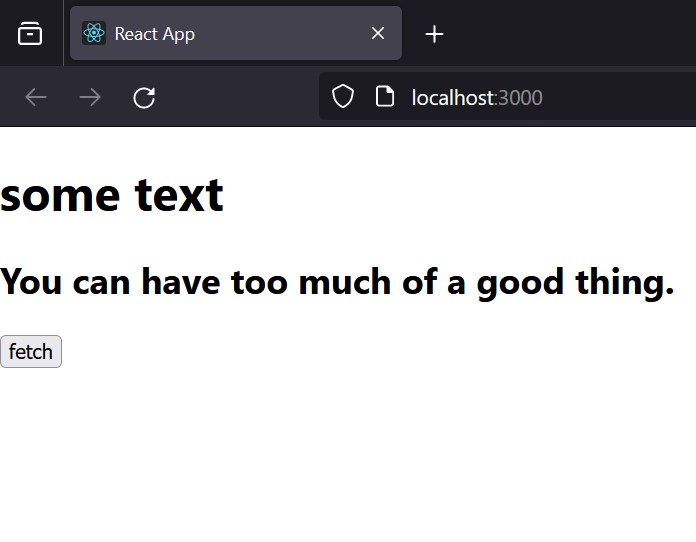 React App
localhost:3000
some text
You can have too much of a good thing.
fetch